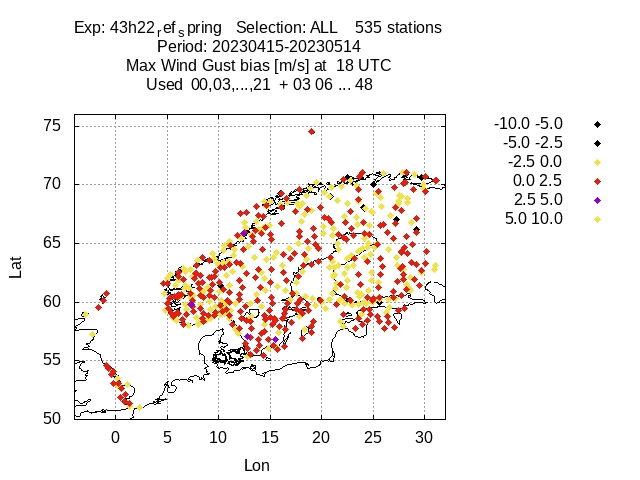 Exp: 43h22refspring   Selection: ALL    535 stations
Period: 20230415-20230514
Max Wind Gust bias [m/s] at  18 UTC
Used  00,03,...,21  + 03 06 ... 48
-10.0 -5.0
-5.0 -2.5
-2.5 0.0
0.0 2.5
2.5 5.0
5.0 10.0
75
70
65
60
55
50
Lat
0 5 10 15 20 25 30
Lon